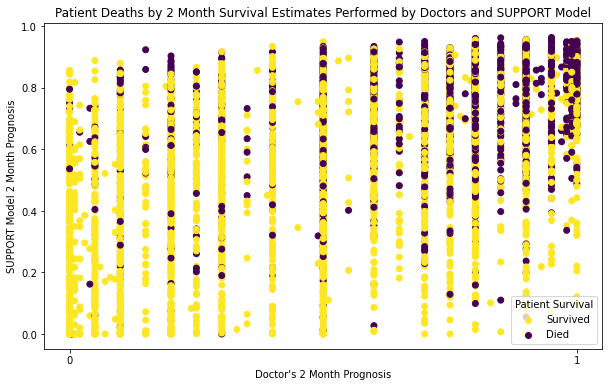 Patient Deaths by 2 Month Survival Estimates Performed by Doctors and SUPPORT Model
1.0
0.8
0.6
0.4
0.2
0.0
SUPPORT Model 2 Month Prognosis
Patient Survival
Survived
Died
0 1
Doctor's 2 Month Prognosis